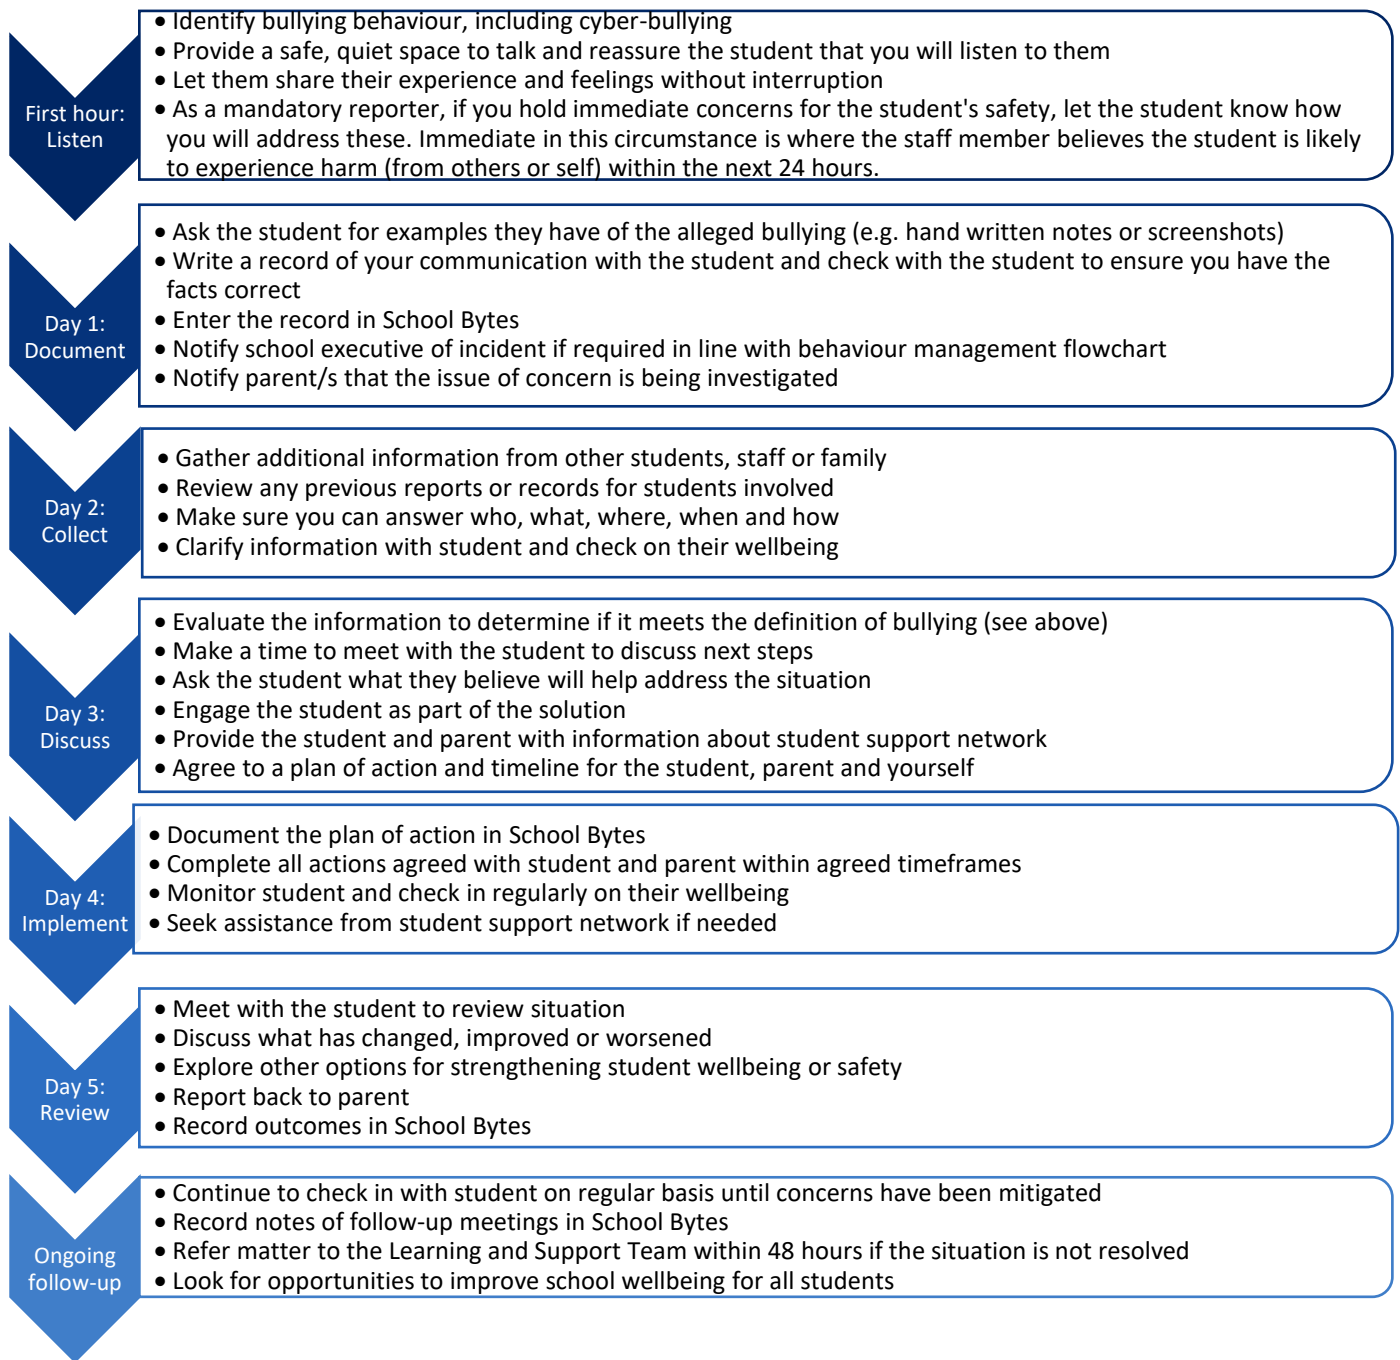 First hour:
Listen
• Identify bullying behaviour, including cyber-bullying
• Provide a safe, quiet space to talk and reassure the student that you will listen to them
• Let them share their experience and feelings without interruption
• As a mandatory reporter, if you hold immediate concerns for the student's safety, let the student know how
you will address these. Immediate in this circumstance is where the staff member believes the student is likely
to experience harm (from others or self) within the next 24 hours.
Day 1:
Document
• Ask the student for examples they have of the alleged bullying (e.g. hand written notes or screenshots)
• Write a record of your communication with the student and check with the student to ensure you have the
facts correct
• Enter the record in School Bytes
• Notify school executive of incident if required in line with behaviour management flowchart
• Notify parent/s that the issue of concern is being investigated
Day 2:
Collect
• Gather additional information from other students, staff or family
• Review any previous reports or records for students involved
• Make sure you can answer who, what, where, when and how
• Clarify information with student and check on their wellbeing
Day 3:
Discuss
• Evaluate the information to determine if it meets the definition of bullying (see above)
• Make a time to meet with the student to discuss next steps
• Ask the student what they believe will help address the situation
• Engage the student as part of the solution
• Provide the student and parent with information about student support network
• Agree to a plan of action and timeline for the student, parent and yourself
Day 4:
Implement
• Document the plan of action in School Bytes
• Complete all actions agreed with student and parent within agreed timeframes
• Monitor student and check in regularly on their wellbeing
• Seek assistance from student support network if needed
Day 5:
Review
• Meet with the student to review situation
• Discuss what has changed, improved or worsened
• Explore other options for strengthening student wellbeing or safety
• Report back to parent
• Record outcomes in School Bytes
Ongoing
follow-up
• Continue to check in with student on regular basis until concerns have been mitigated
• Record notes of follow-up meetings in School Bytes
• Refer matter to the Learning and Support Team within 48 hours if the situation is not resolved
• Look for opportunities to improve school wellbeing for all students